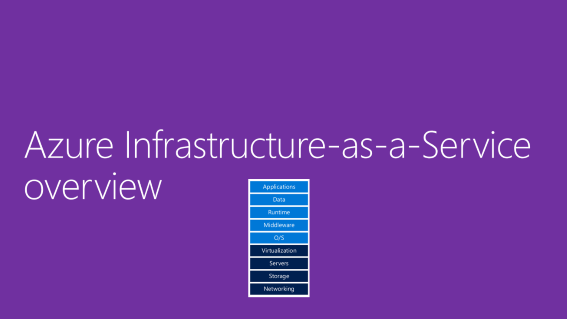 Azure Infrastructure-as-a-Service
overview
Applications
Data
Runtime
Middleware
O/S
Virtualization
Servers
Storage
Networking